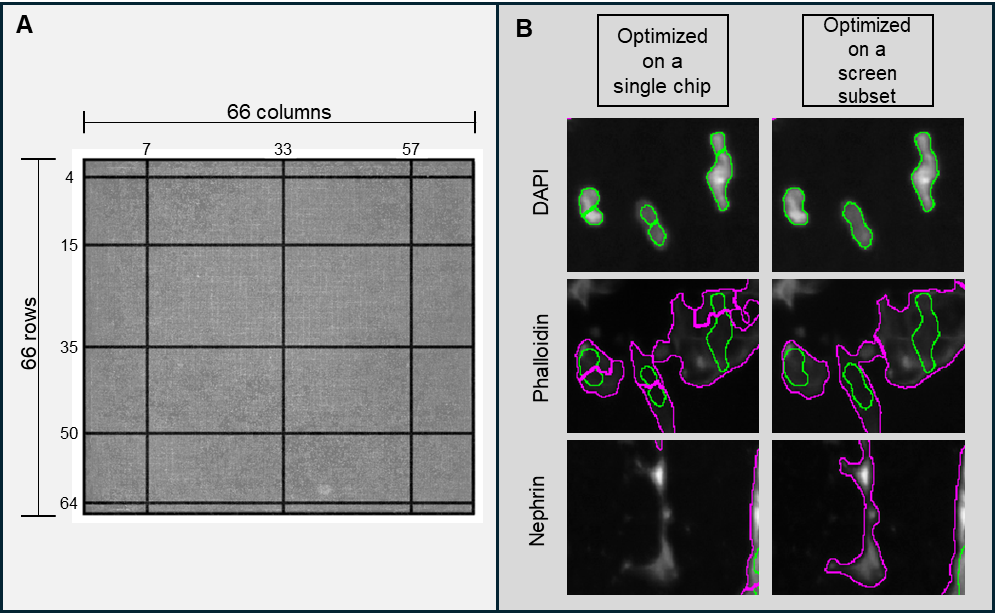 A
66 columns
7 33 57
66 rows
4
15
35
50
64
B
Optimized
on a
single chip
Optimized
on a
screen
subset
DAPI
Phalloidin
Nephrin